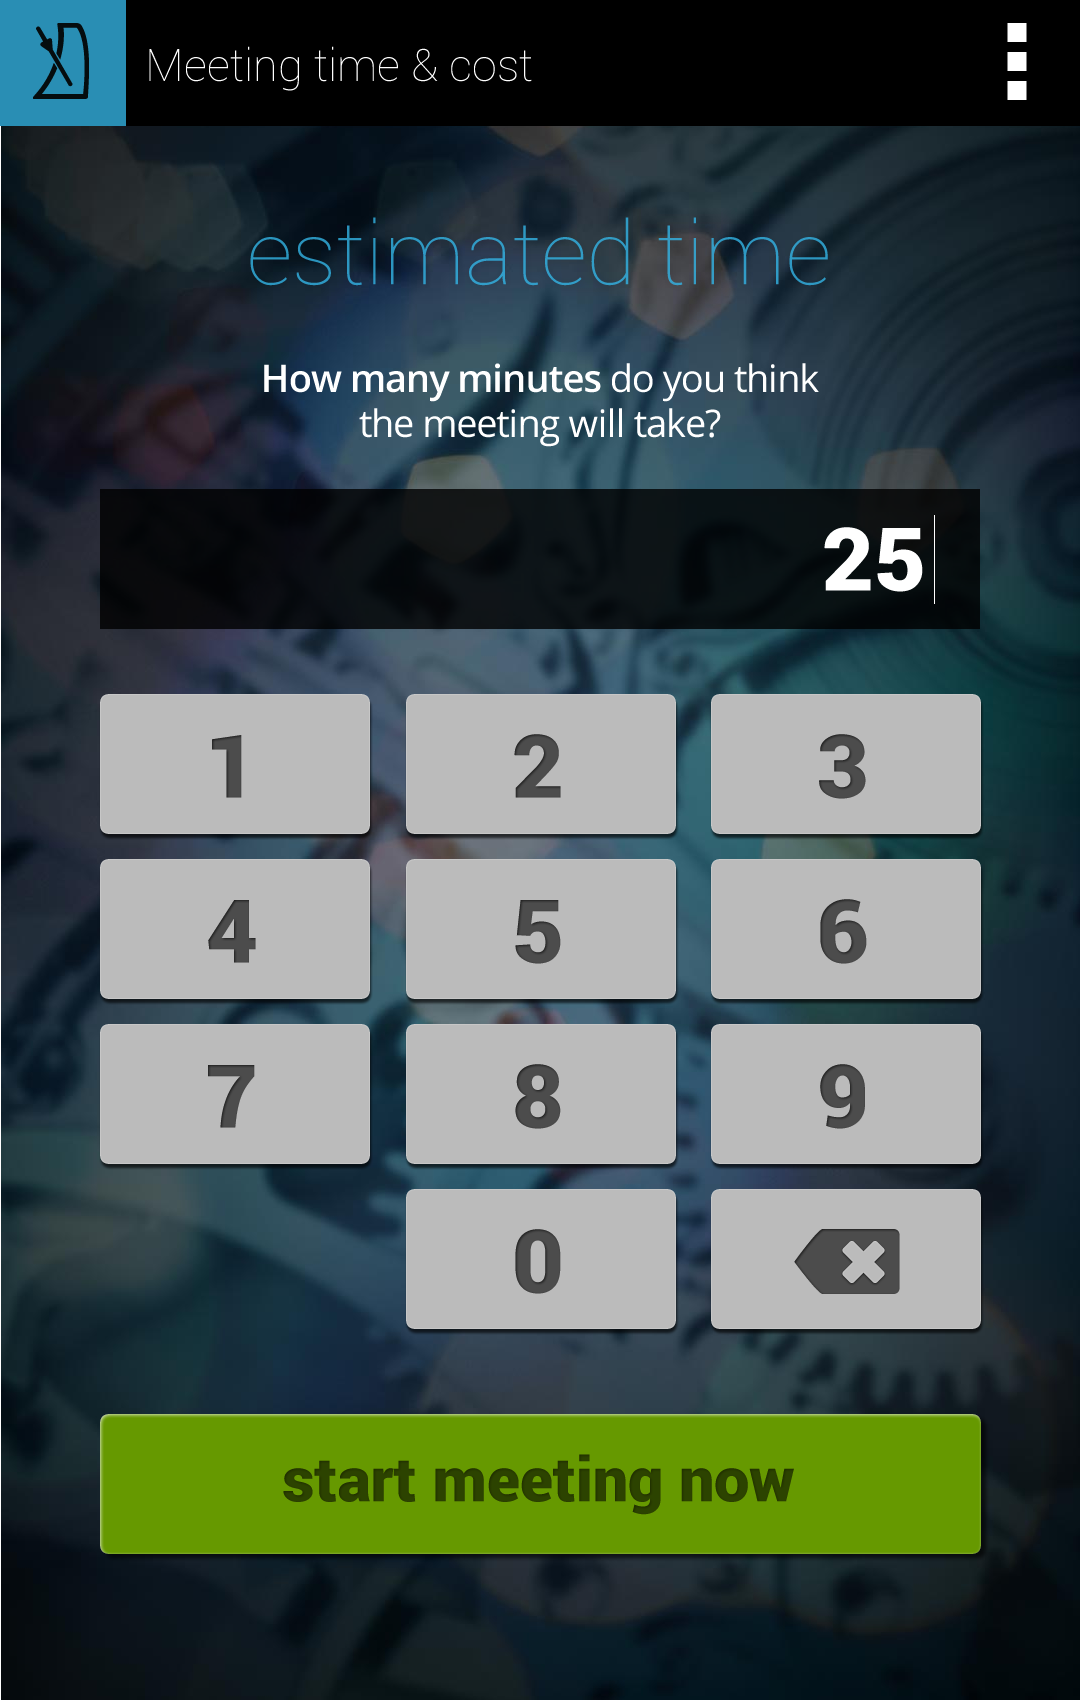 Meeting time & cost
estimated time
How many minutes do you think
the meeting will take?
25
1 2 3
4 5 6
7 8 9
0
start meeting now